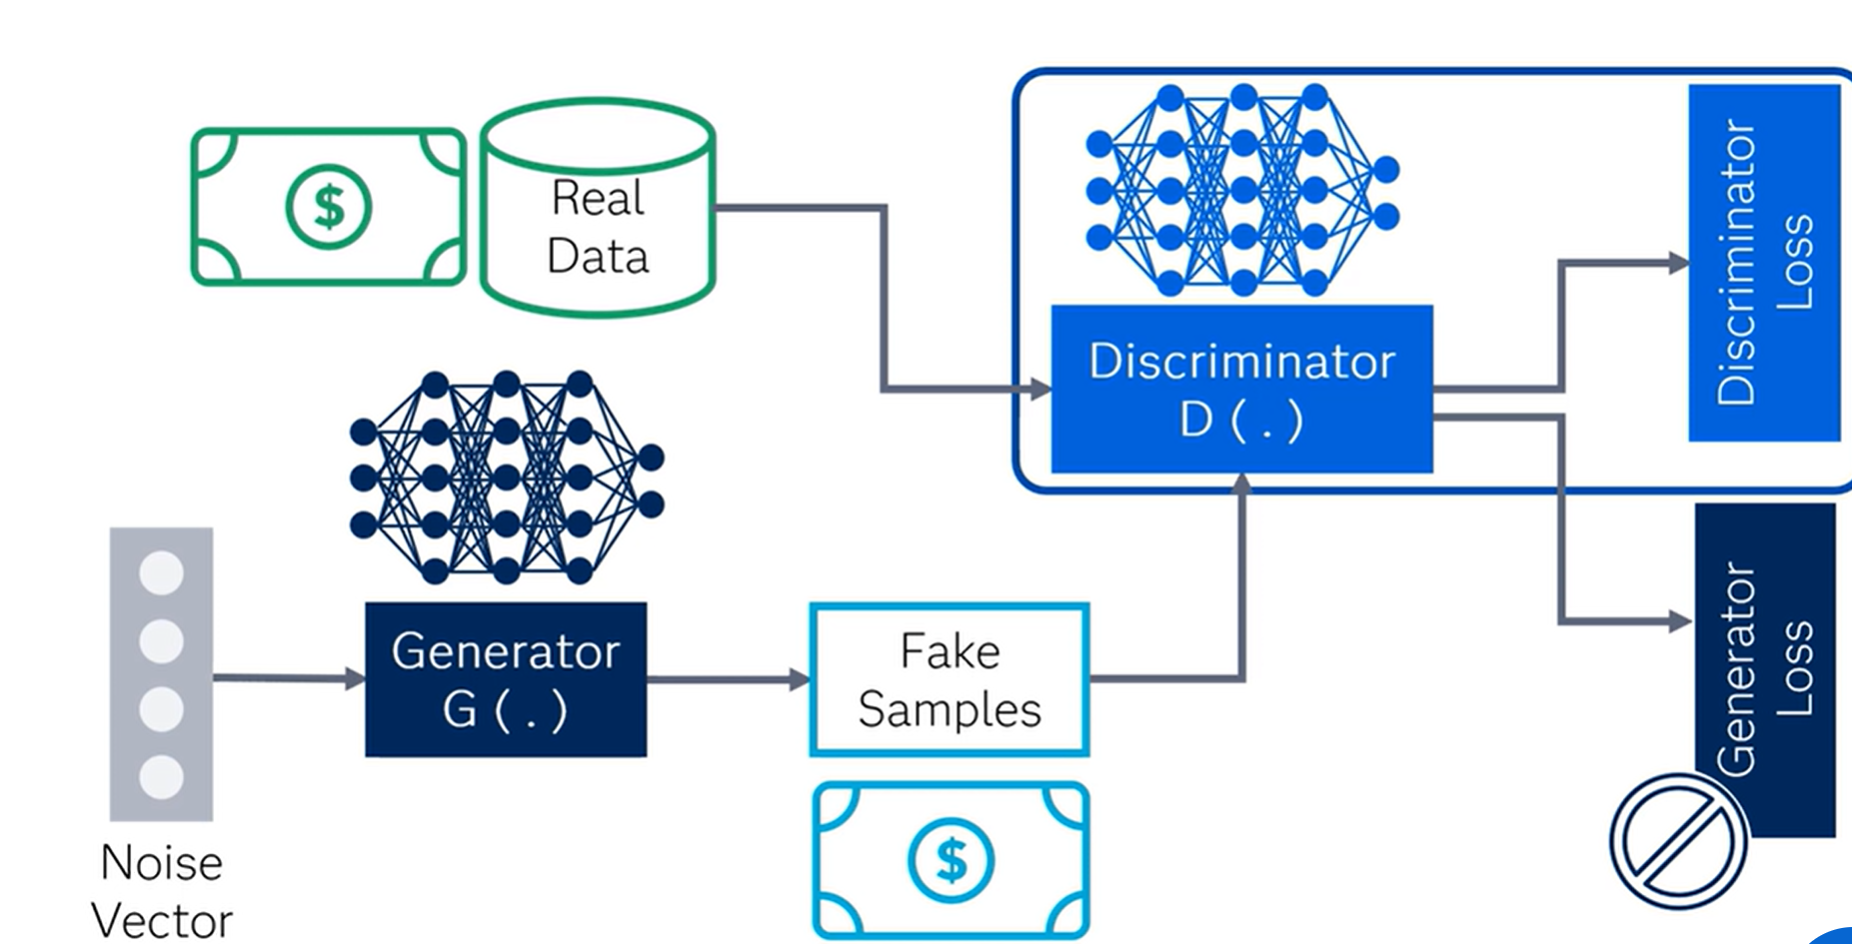 $
Real
Data
Discriminator
D(.)
Discriminator
Loss
Generator
G(.)
Fake
Samples
$
Generator
Loss
Noise
Vector